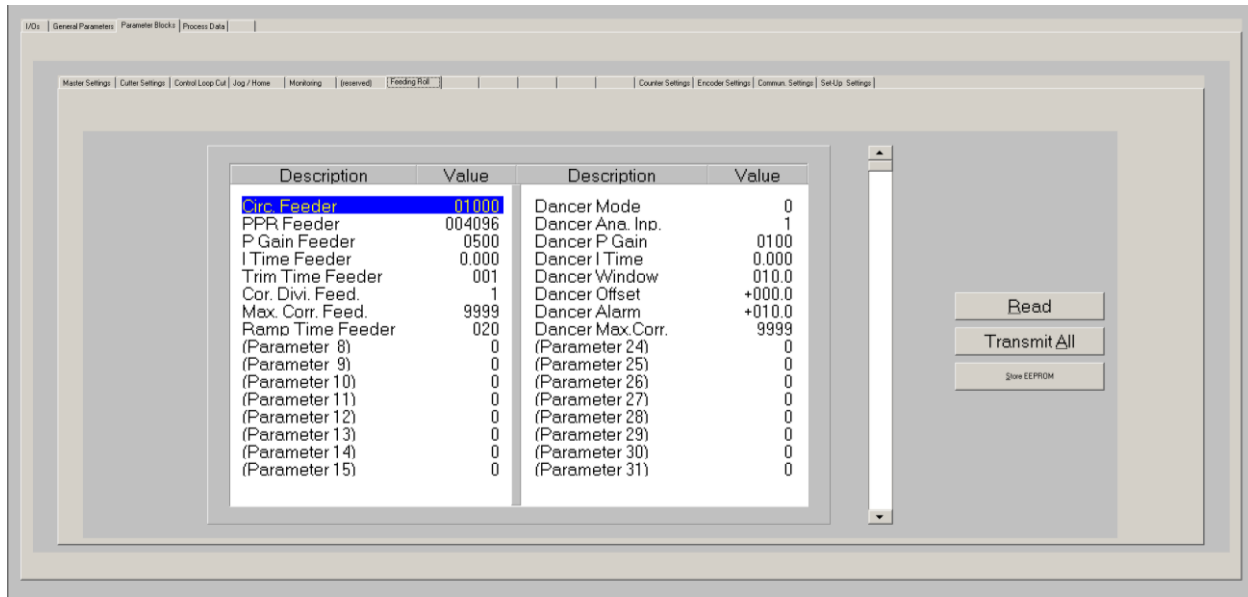 I/Os General Parameters Parameter Blocks Process Data
Master Settings Cutter Settings Control Loop Cut Jog / Home Monitoring (reserved) Feeding Roll Counter Settings Encoder Settings Commun. Settings Set-Up Settings
Description Value Description Value
Circ. Feeder 01000 Dancer Mode 0
PPR Feeder 004096 Dancer Ana. Inp. 1
P Gain Feeder 0500 Dancer P Gain 0100
I Time Feeder 0.000 Dancer I Time 0.000
Trim Time Feeder 001 Dancer Window 010.0
Cor. Divi. Feed. 1 Dancer Offset +000.0
Max. Corr. Feed. 9999 Dancer Alarm +010.0
Ramp Time Feeder 020 Dancer Max.Corr. 9999
(Parameter 8) 0 (Parameter 24) 0
(Parameter 9) 0 (Parameter 25) 0
(Parameter 10) 0 (Parameter 26) 0
(Parameter 11) 0 (Parameter 27) 0
(Parameter 12) 0 (Parameter 28) 0
(Parameter 13) 0 (Parameter 29) 0
(Parameter 14) 0 (Parameter 30) 0
(Parameter 15) 0 (Parameter 31) 0
Read
Transmit All
Store EEPROM